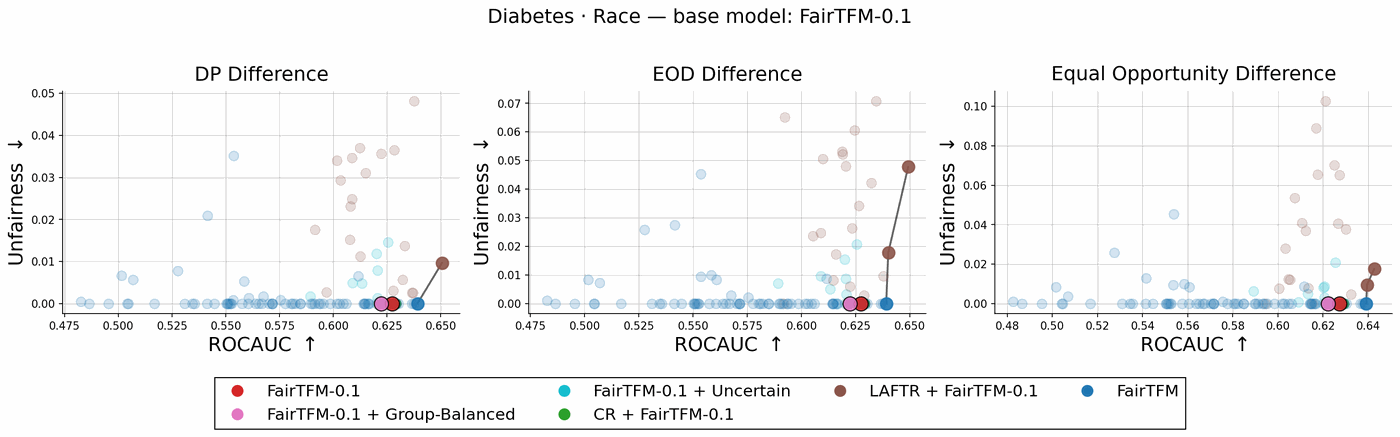 Diabetes · Race — base model: FairTFM-0.1
DP Difference
Unfairness ↓
0.05
0.04
0.03
0.02
0.01
0.00
0.475 0.500 0.525 0.550 0.575 0.600 0.625 0.650
ROCAUC ↑
EOD Difference
Unfairness ↓
0.07
0.06
0.05
0.04
0.03
0.02
0.01
0.00
0.475 0.500 0.525 0.550 0.575 0.600 0.625 0.650
ROCAUC ↑
Equal Opportunity Difference
Unfairness ↓
0.10
0.08
0.06
0.04
0.02
0.00
0.48 0.50 0.52 0.54 0.56 0.58 0.60 0.62 0.64
ROCAUC ↑
FairTFM-0.1
FairTFM-0.1 + Group-Balanced
FairTFM-0.1 + Uncertain
CR + FairTFM-0.1
LAFTR + FairTFM-0.1
FairTFM